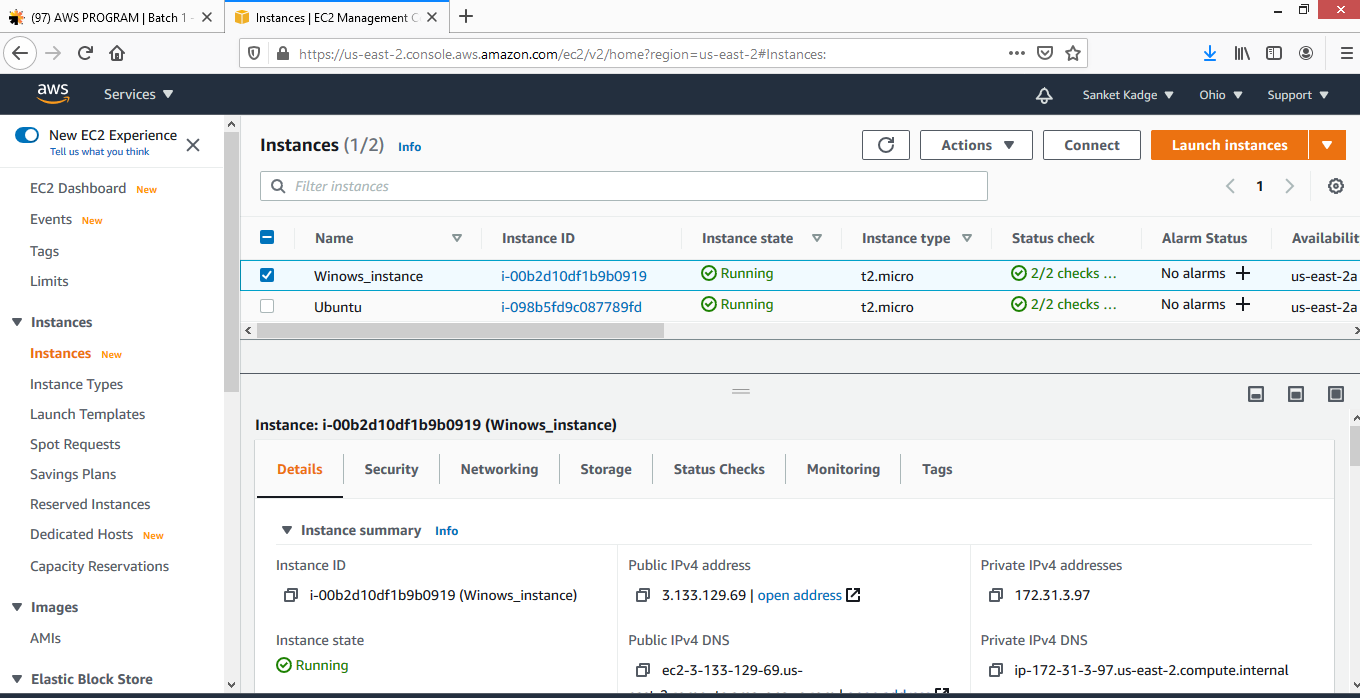 (97) AWS PROGRAM | Batch 1 -
Instances | EC2 Management C
https://us-east-2.console.aws.amazon.com/ec2/v2/home?region=us-east-2#Instances:
aws
Services
Sanket Kadge
Ohio
Support
New EC2 Experience
Tell us what you think
EC2 Dashboard New
Events New
Tags
Limits
Instances
Instances New
Instance Types
Launch Templates
Spot Requests
Savings Plans
Reserved Instances
Dedicated Hosts New
Capacity Reservations
Images
AMIs
Elastic Block Store
Instances (1/2) Info
Actions
Connect
Launch instances
Filter instances
1
Name Instance ID Instance state Instance type Status check Alarm Status Availabilit
Winows_instance i-00b2d10df1b9b0919 Running t2.micro 2/2 checks ... No alarms + us-east-2a
Ubuntu i-098b5fd9c087789fd Running t2.micro 2/2 checks ... No alarms + us-east-2a
Instance: i-00b2d10df1b9b0919 (Winows_instance)
Details Security Networking Storage Status Checks Monitoring Tags
Instance summary Info
Instance ID
i-00b2d10df1b9b0919 (Winows_instance)
Public IPv4 address
3.133.129.69 | open address
Private IPv4 addresses
172.31.3.97
Instance state
Running
Public IPv4 DNS
ec2-3-133-129-69.us-
Private IPv4 DNS
ip-172-31-3-97.us-east-2.compute.internal